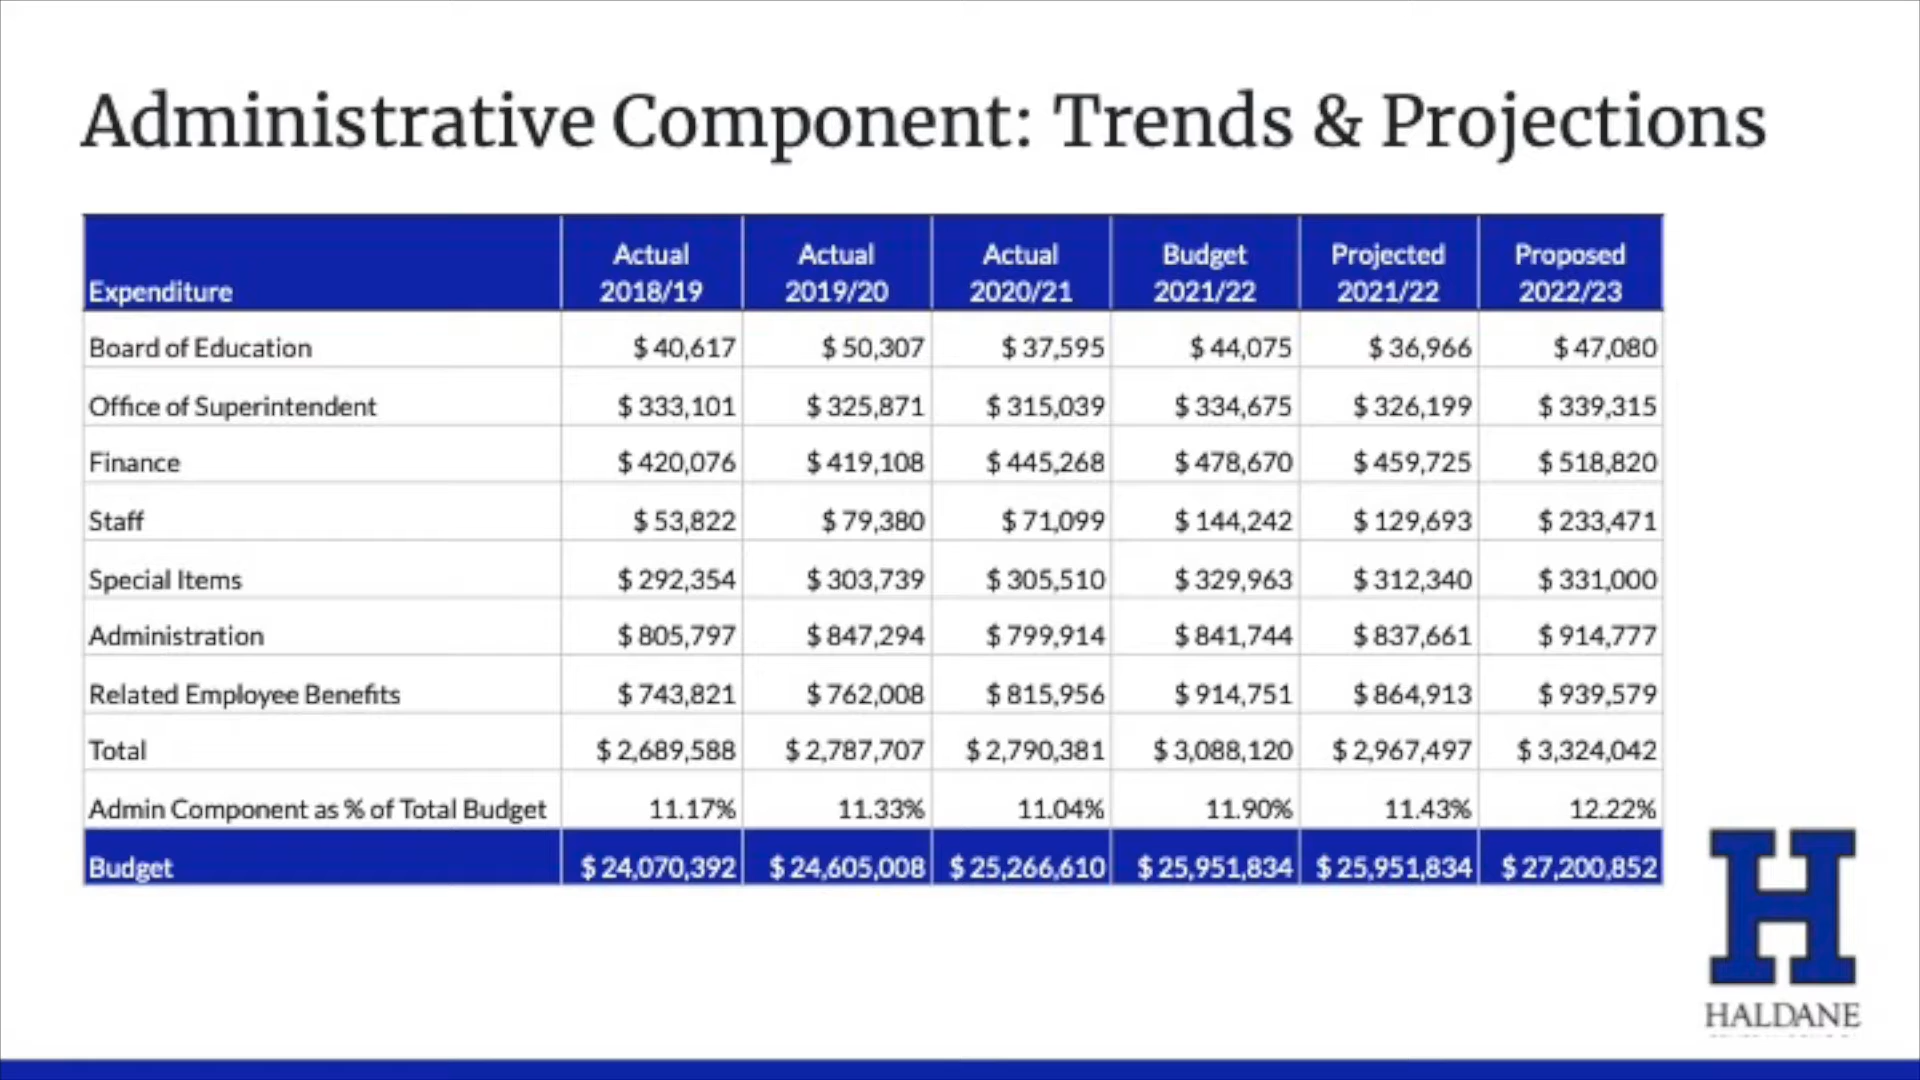 Administrative Component: Trends & Projections
Expenditure Actual 2018/19 Actual 2019/20 Actual 2020/21 Budget 2021/22 Projected 2021/22 Proposed 2022/23
Board of Education $ 40,617 $ 50,307 $ 37,595 $ 44,075 $ 36,966 $ 47,080
Office of Superintendent $ 333,101 $ 325,871 $ 315,039 $ 334,675 $ 326,199 $ 339,315
Finance $ 420,076 $ 419,108 $ 445,268 $ 478,670 $ 459,725 $ 518,820
Staff $ 53,822 $ 79,380 $ 71,099 $ 144,242 $ 129,693 $ 233,471
Special Items $ 292,354 $ 303,739 $ 305,510 $ 329,963 $ 312,340 $ 331,000
Administration $ 805,797 $ 847,294 $ 799,914 $ 841,744 $ 837,661 $ 914,777
Related Employee Benefits $ 743,821 $ 762,008 $ 815,956 $ 914,751 $ 864,913 $ 939,579
Total $ 2,689,588 $ 2,787,707 $ 2,790,381 $ 3,088,120 $ 2,967,497 $ 3,324,042
Admin Component as % of Total Budget 11.17% 11.33% 11.04% 11.90% 11.43% 12.22%
Budget $ 24,070,392 $ 24,605,008 $ 25,266,610 $ 25,951,834 $ 25,951,834 $ 27,200,852
H
HALDANE